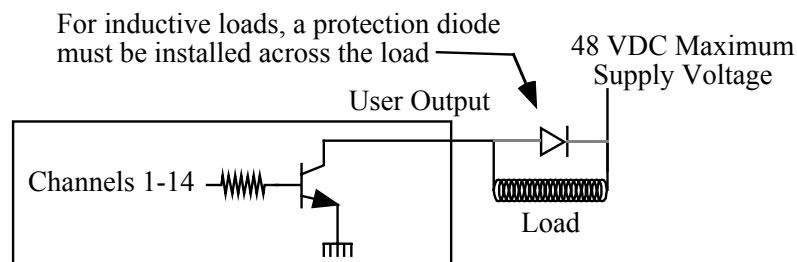 For inductive loads, a protection diode
must be installed across the load
48 VDC Maximum
Supply Voltage
User Output
Channels 1-14
Load